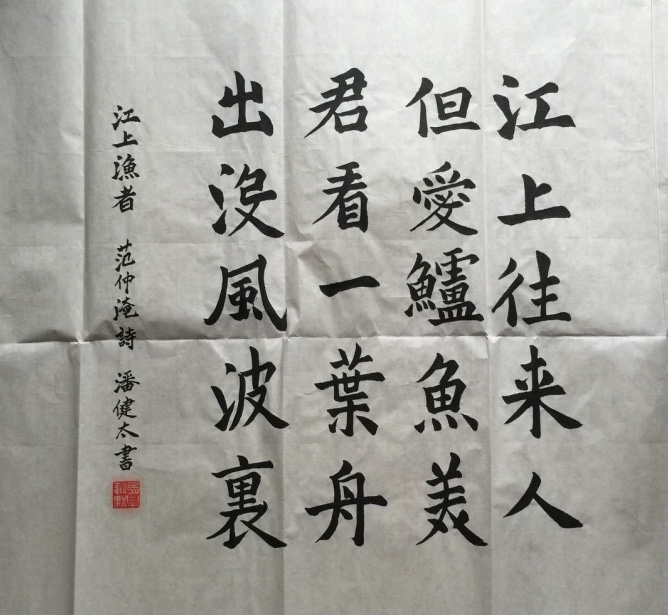 江上往来人
但愛鱸魚美
君看一葉舟
出没風波裏
江上漁者 范仲淹詩 潘健太書